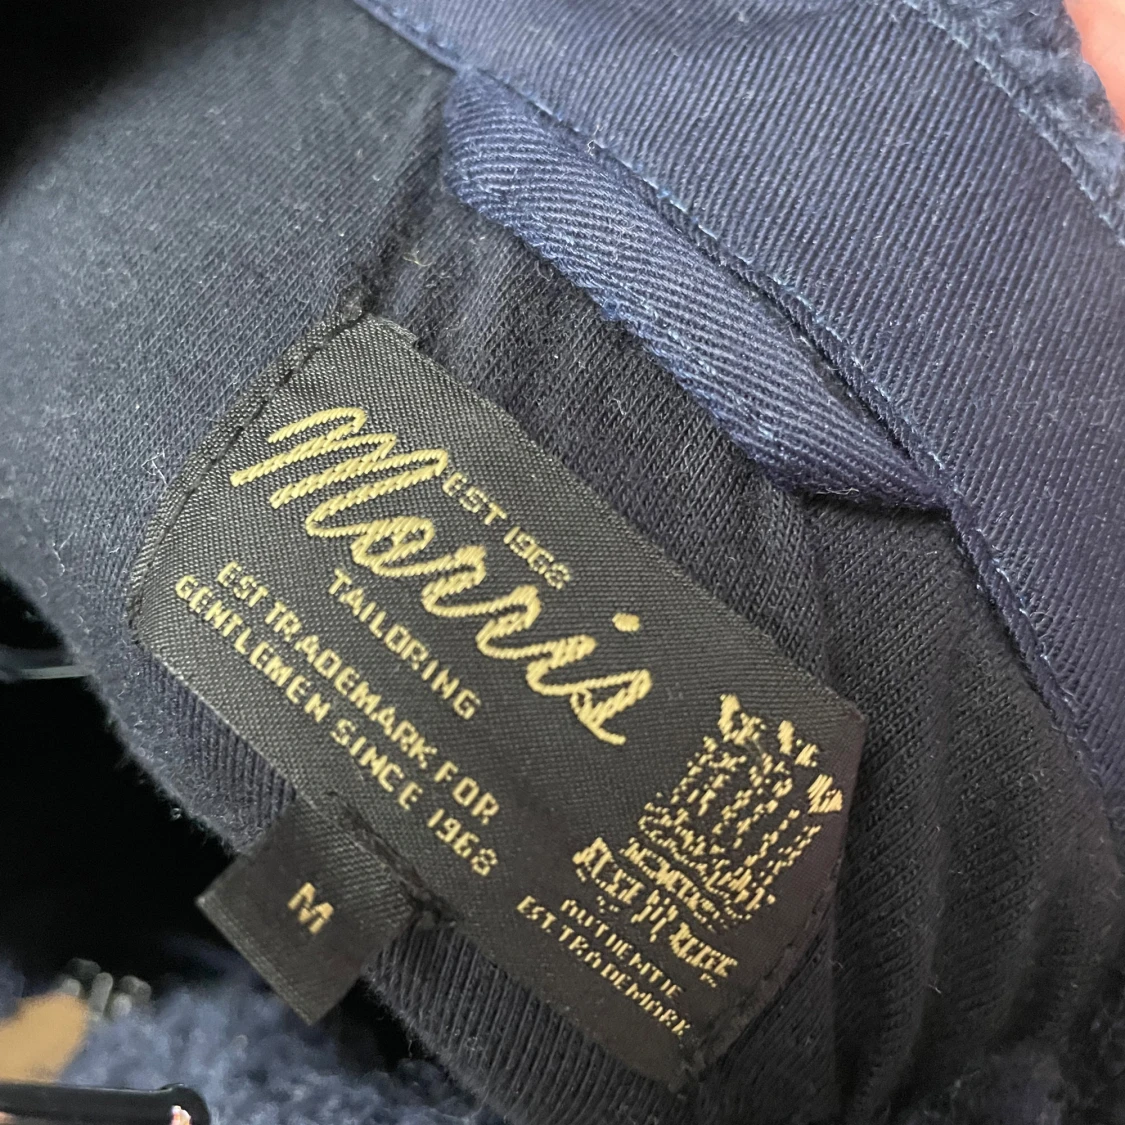 EST 1968
Morris
TAILORING
EST TRADEMARK FOR
GENTLEMEN SINCE 1968
AUTHENTIC
EST. TRADEMARK
M